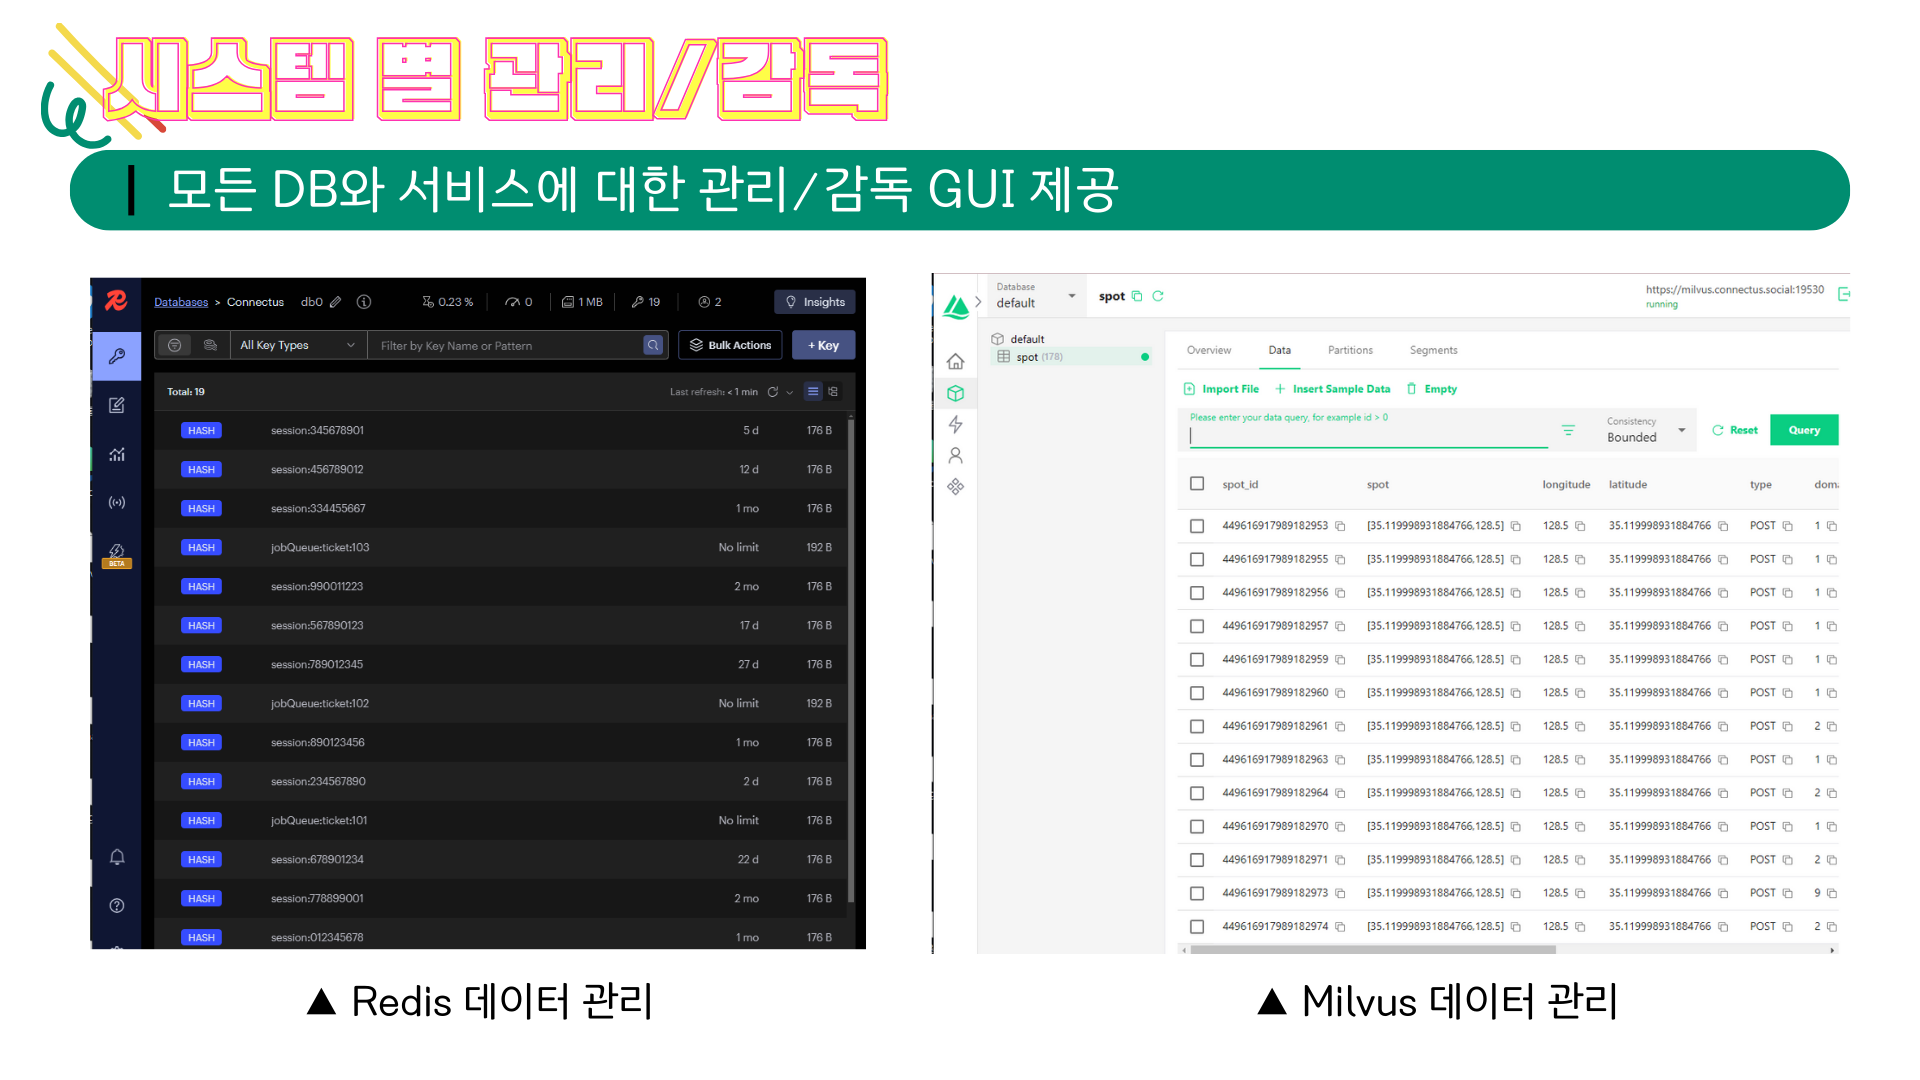 시스템 별 관리/감독
모든 DB와 서비스에 대한 관리/감독 GUI 제공
Databases > Connectus db0 0.23 % 0 1 MB 19 2 Insights
All Key Types Filter by Key Name or Pattern Bulk Actions + Key
Total: 19 Last refresh: < 1 min
HASH session:345678901 5 d 176 B
HASH session:456789012 12 d 176 B
HASH session:334455667 1 mo 176 B
HASH jobQueue:ticket:103 No limit 192 B
HASH session:990011223 2 mo 176 B
HASH session:567890123 17 d 176 B
HASH session:789012345 27 d 176 B
HASH jobQueue:ticket:102 No limit 192 B
HASH session:890123456 1 mo 176 B
HASH session:234567890 2 d 176 B
HASH jobQueue:ticket:101 No limit 176 B
HASH session:678901234 22 d 176 B
HASH session:778899001 2 mo 176 B
HASH session:012345678 1 mo 176 B
BETA
▲ Redis 데이터 관리
Database
default
spot
https://milvus.connectus.social:19530
running
default
spot (178)
Overview Data Partitions Segments
Import File Insert Sample Data Empty
Please enter your data query, for example id > 0
Consistency
Bounded
Reset Query
spot_id spot longitude latitude type
449616917989182953 [35.119998931884766,128.5] 128.5 35.119998931884766 POST 1
449616917989182955 [35.119998931884766,128.5] 128.5 35.119998931884766 POST 1
449616917989182956 [35.119998931884766,128.5] 128.5 35.119998931884766 POST 1
449616917989182957 [35.119998931884766,128.5] 128.5 35.119998931884766 POST 1
449616917989182959 [35.119998931884766,128.5] 128.5 35.119998931884766 POST 1
449616917989182960 [35.119998931884766,128.5] 128.5 35.119998931884766 POST 1
449616917989182961 [35.119998931884766,128.5] 128.5 35.119998931884766 POST 2
449616917989182963 [35.119998931884766,128.5] 128.5 35.119998931884766 POST 1
449616917989182964 [35.119998931884766,128.5] 128.5 35.119998931884766 POST 2
449616917989182970 [35.119998931884766,128.5] 128.5 35.119998931884766 POST 1
449616917989182971 [35.119998931884766,128.5] 128.5 35.119998931884766 POST 2
449616917989182973 [35.119998931884766,128.5] 128.5 35.119998931884766 POST 9
449616917989182974 [35.119998931884766,128.5] 128.5 35.119998931884766 POST 2
▲ Milvus 데이터 관리